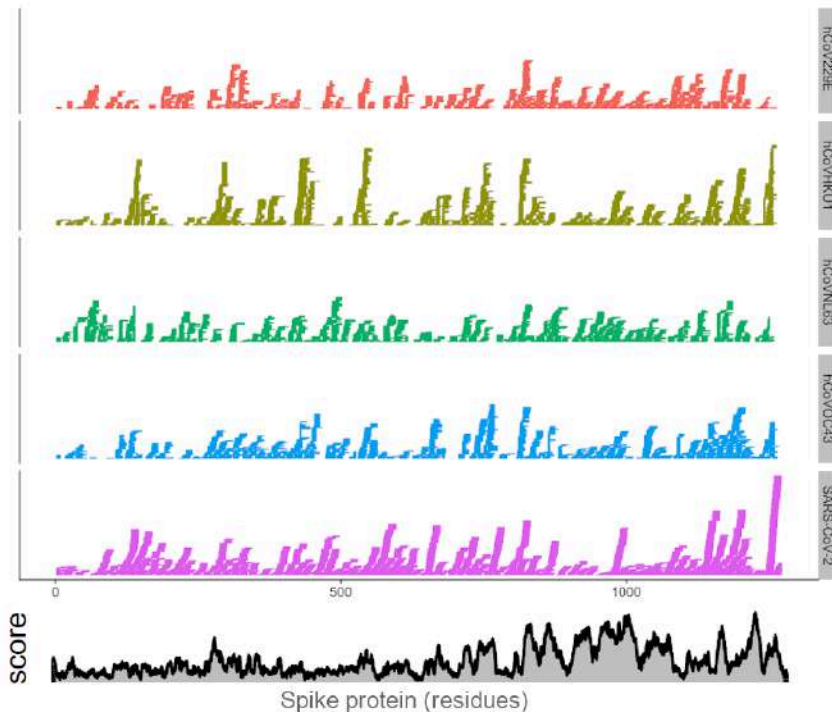 hCoV229E
hCoVHKU1
hCoVNL63
hCoVOC43
SARS-CoV-2
0
500
1000
score
Spike protein (residues)